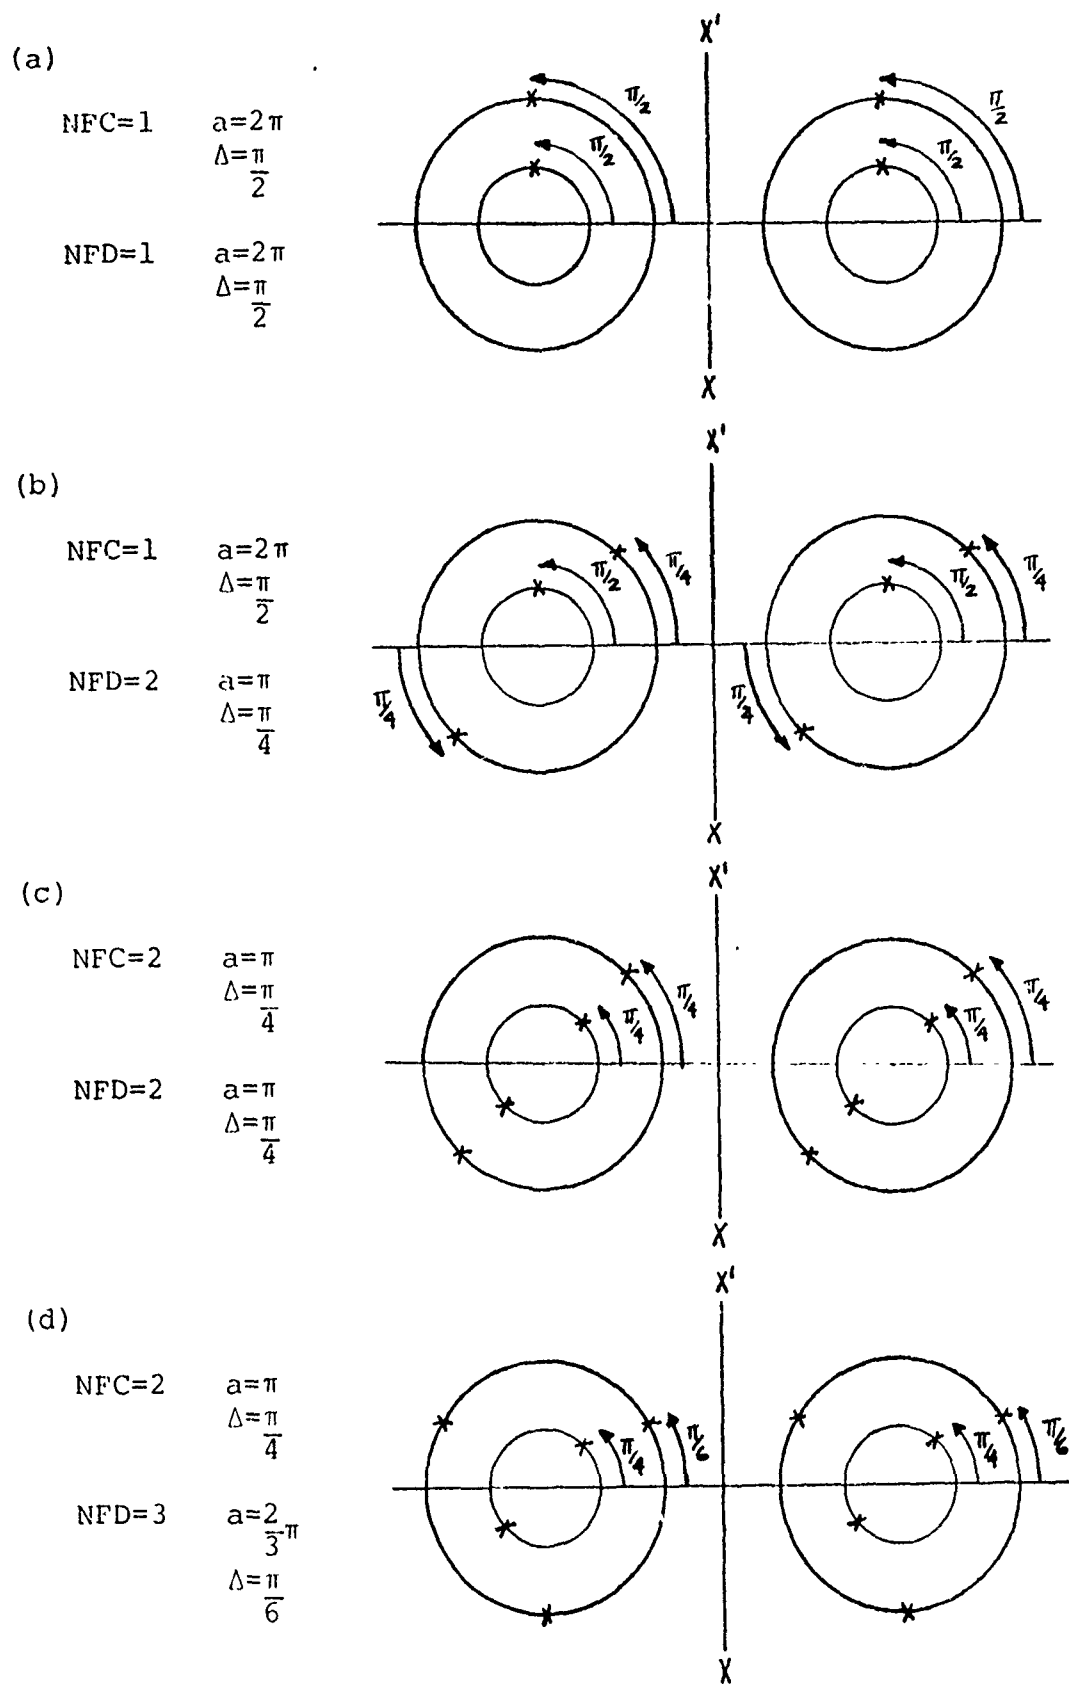 (a)
X'
NFC=1 a=2π
Δ=π/2
NFD=1 a=2π
Δ=π/2
π/2 π/2 π/2 π/2
X
(b)
X'
NFC=1 a=2π
Δ=π/2
NFD=2 a=π
Δ=π/4
π/2 π/4 π/2 π/4
π/4 π/4
X
(c)
X'
NFC=2 a=π
Δ=π/4
NFD=2 a=π
Δ=π/4
π/4 π/4 π/4 π/4
X
(d)
X'
NFC=2 a=π
Δ=π/4
NFD=3 a=2/3π
Δ=π/6
π/4 π/6 π/4 π/6
X